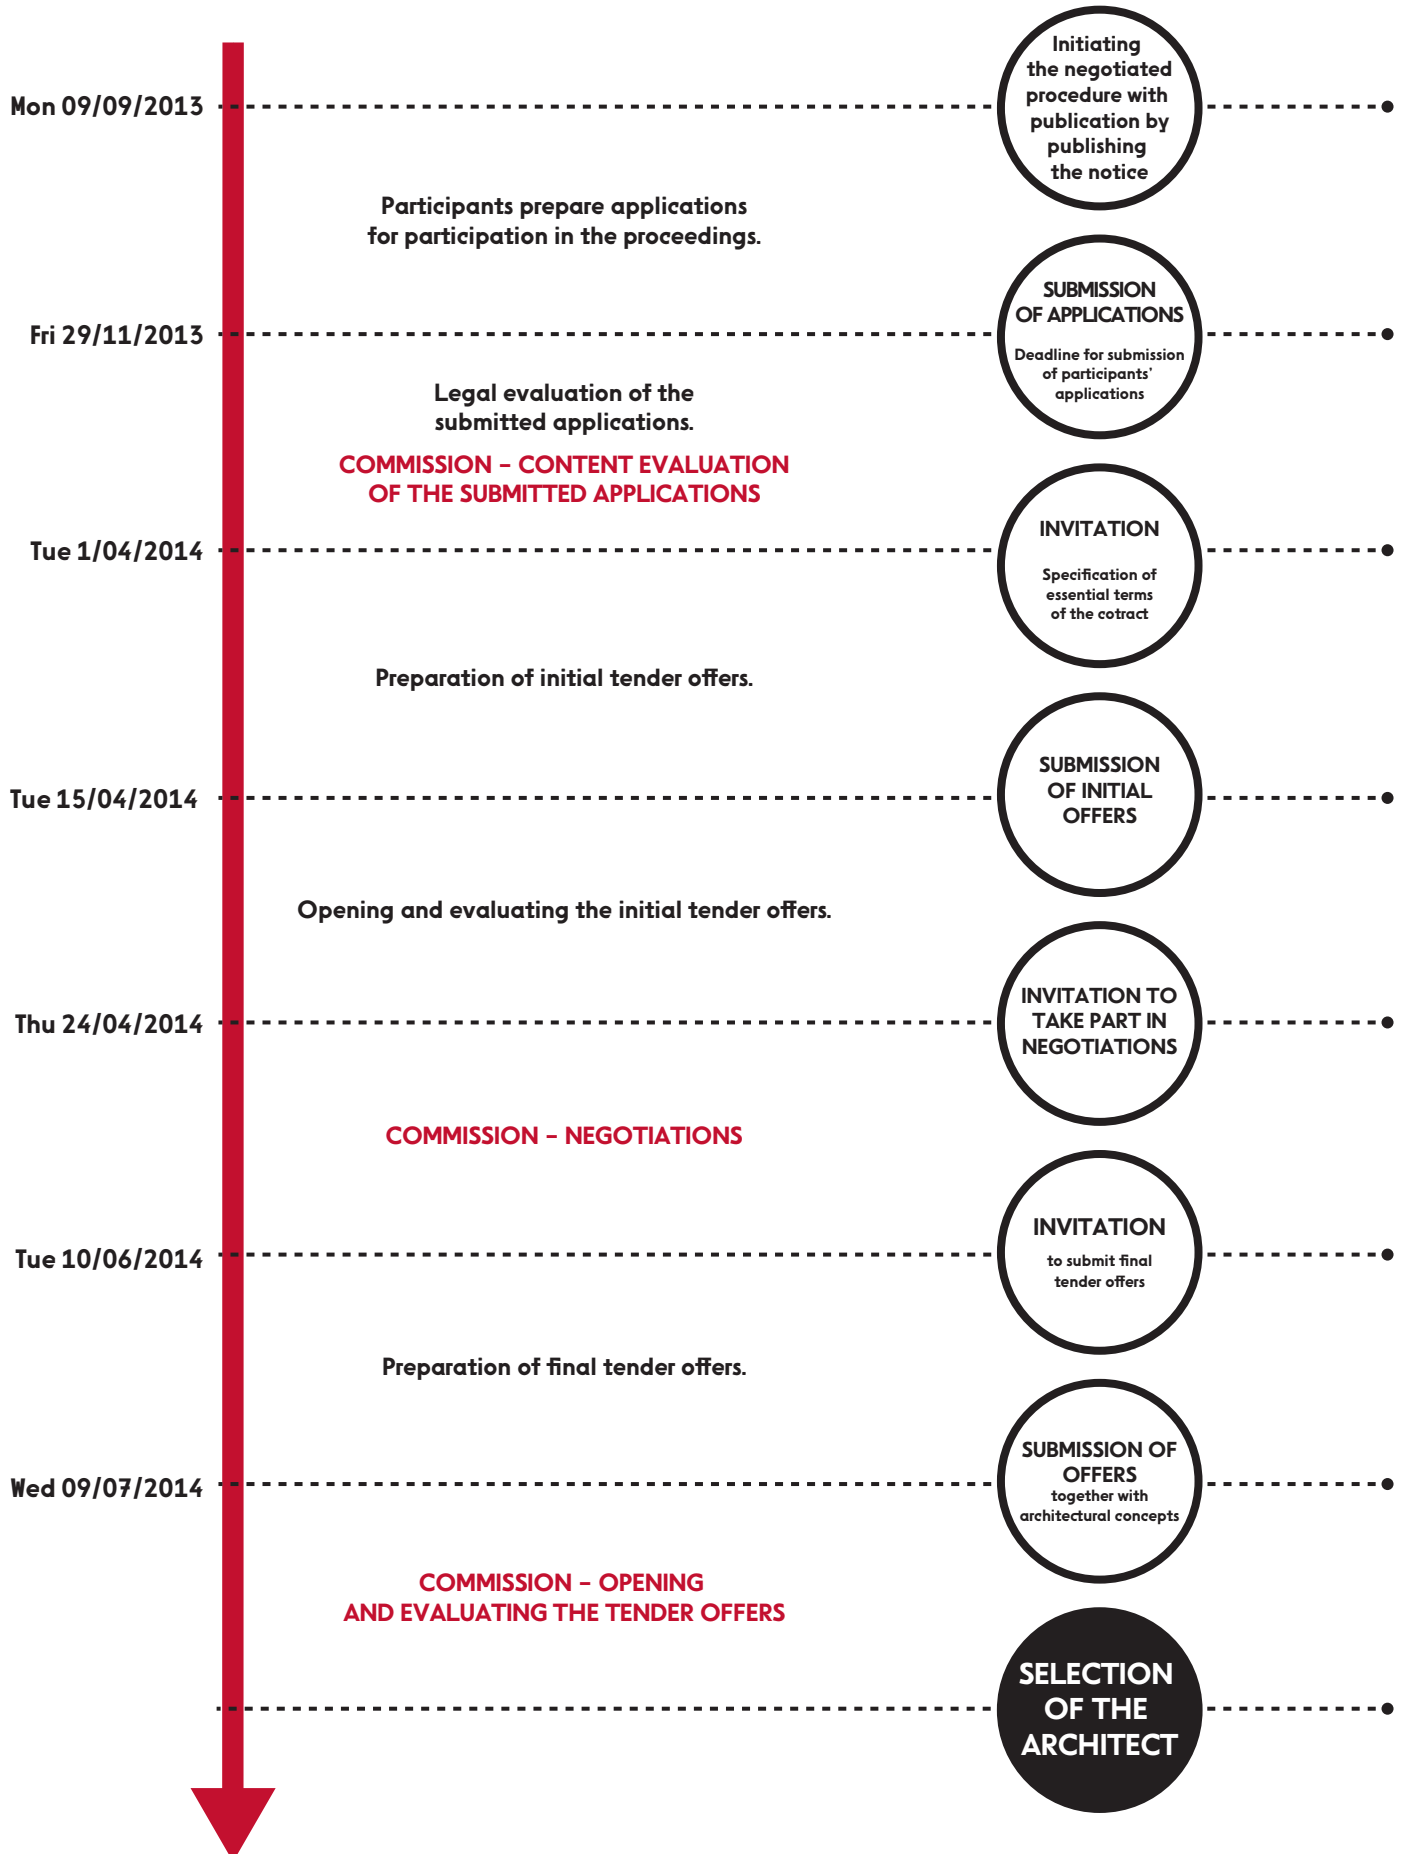 Mon 09/09/2013
Initiating
the negotiated
procedure with
publication by
publishing
the notice
Participants prepare applications
for participation in the proceedings.
Fri 29/11/2013
SUBMISSION
OF APPLICATIONS
Deadline for submission
of participants'
applications
Legal evaluation of the
submitted applications.
COMMISSION – CONTENT EVALUATION
OF THE SUBMITTED APPLICATIONS
Tue 1/04/2014
INVITATION
Specification of
essential terms
of the cotract
Preparation of initial tender offers.
Tue 15/04/2014
SUBMISSION
OF INITIAL
OFFERS
Opening and evaluating the initial tender offers.
Thu 24/04/2014
INVITATION TO
TAKE PART IN
NEGOTIATIONS
COMMISSION – NEGOTIATIONS
Tue 10/06/2014
INVITATION
to submit final
tender offers
Preparation of final tender offers.
Wed 09/07/2014
SUBMISSION OF
OFFERS
together with
architectural concepts
COMMISSION – OPENING
AND EVALUATING THE TENDER OFFERS
SELECTION
OF THE
ARCHITECT